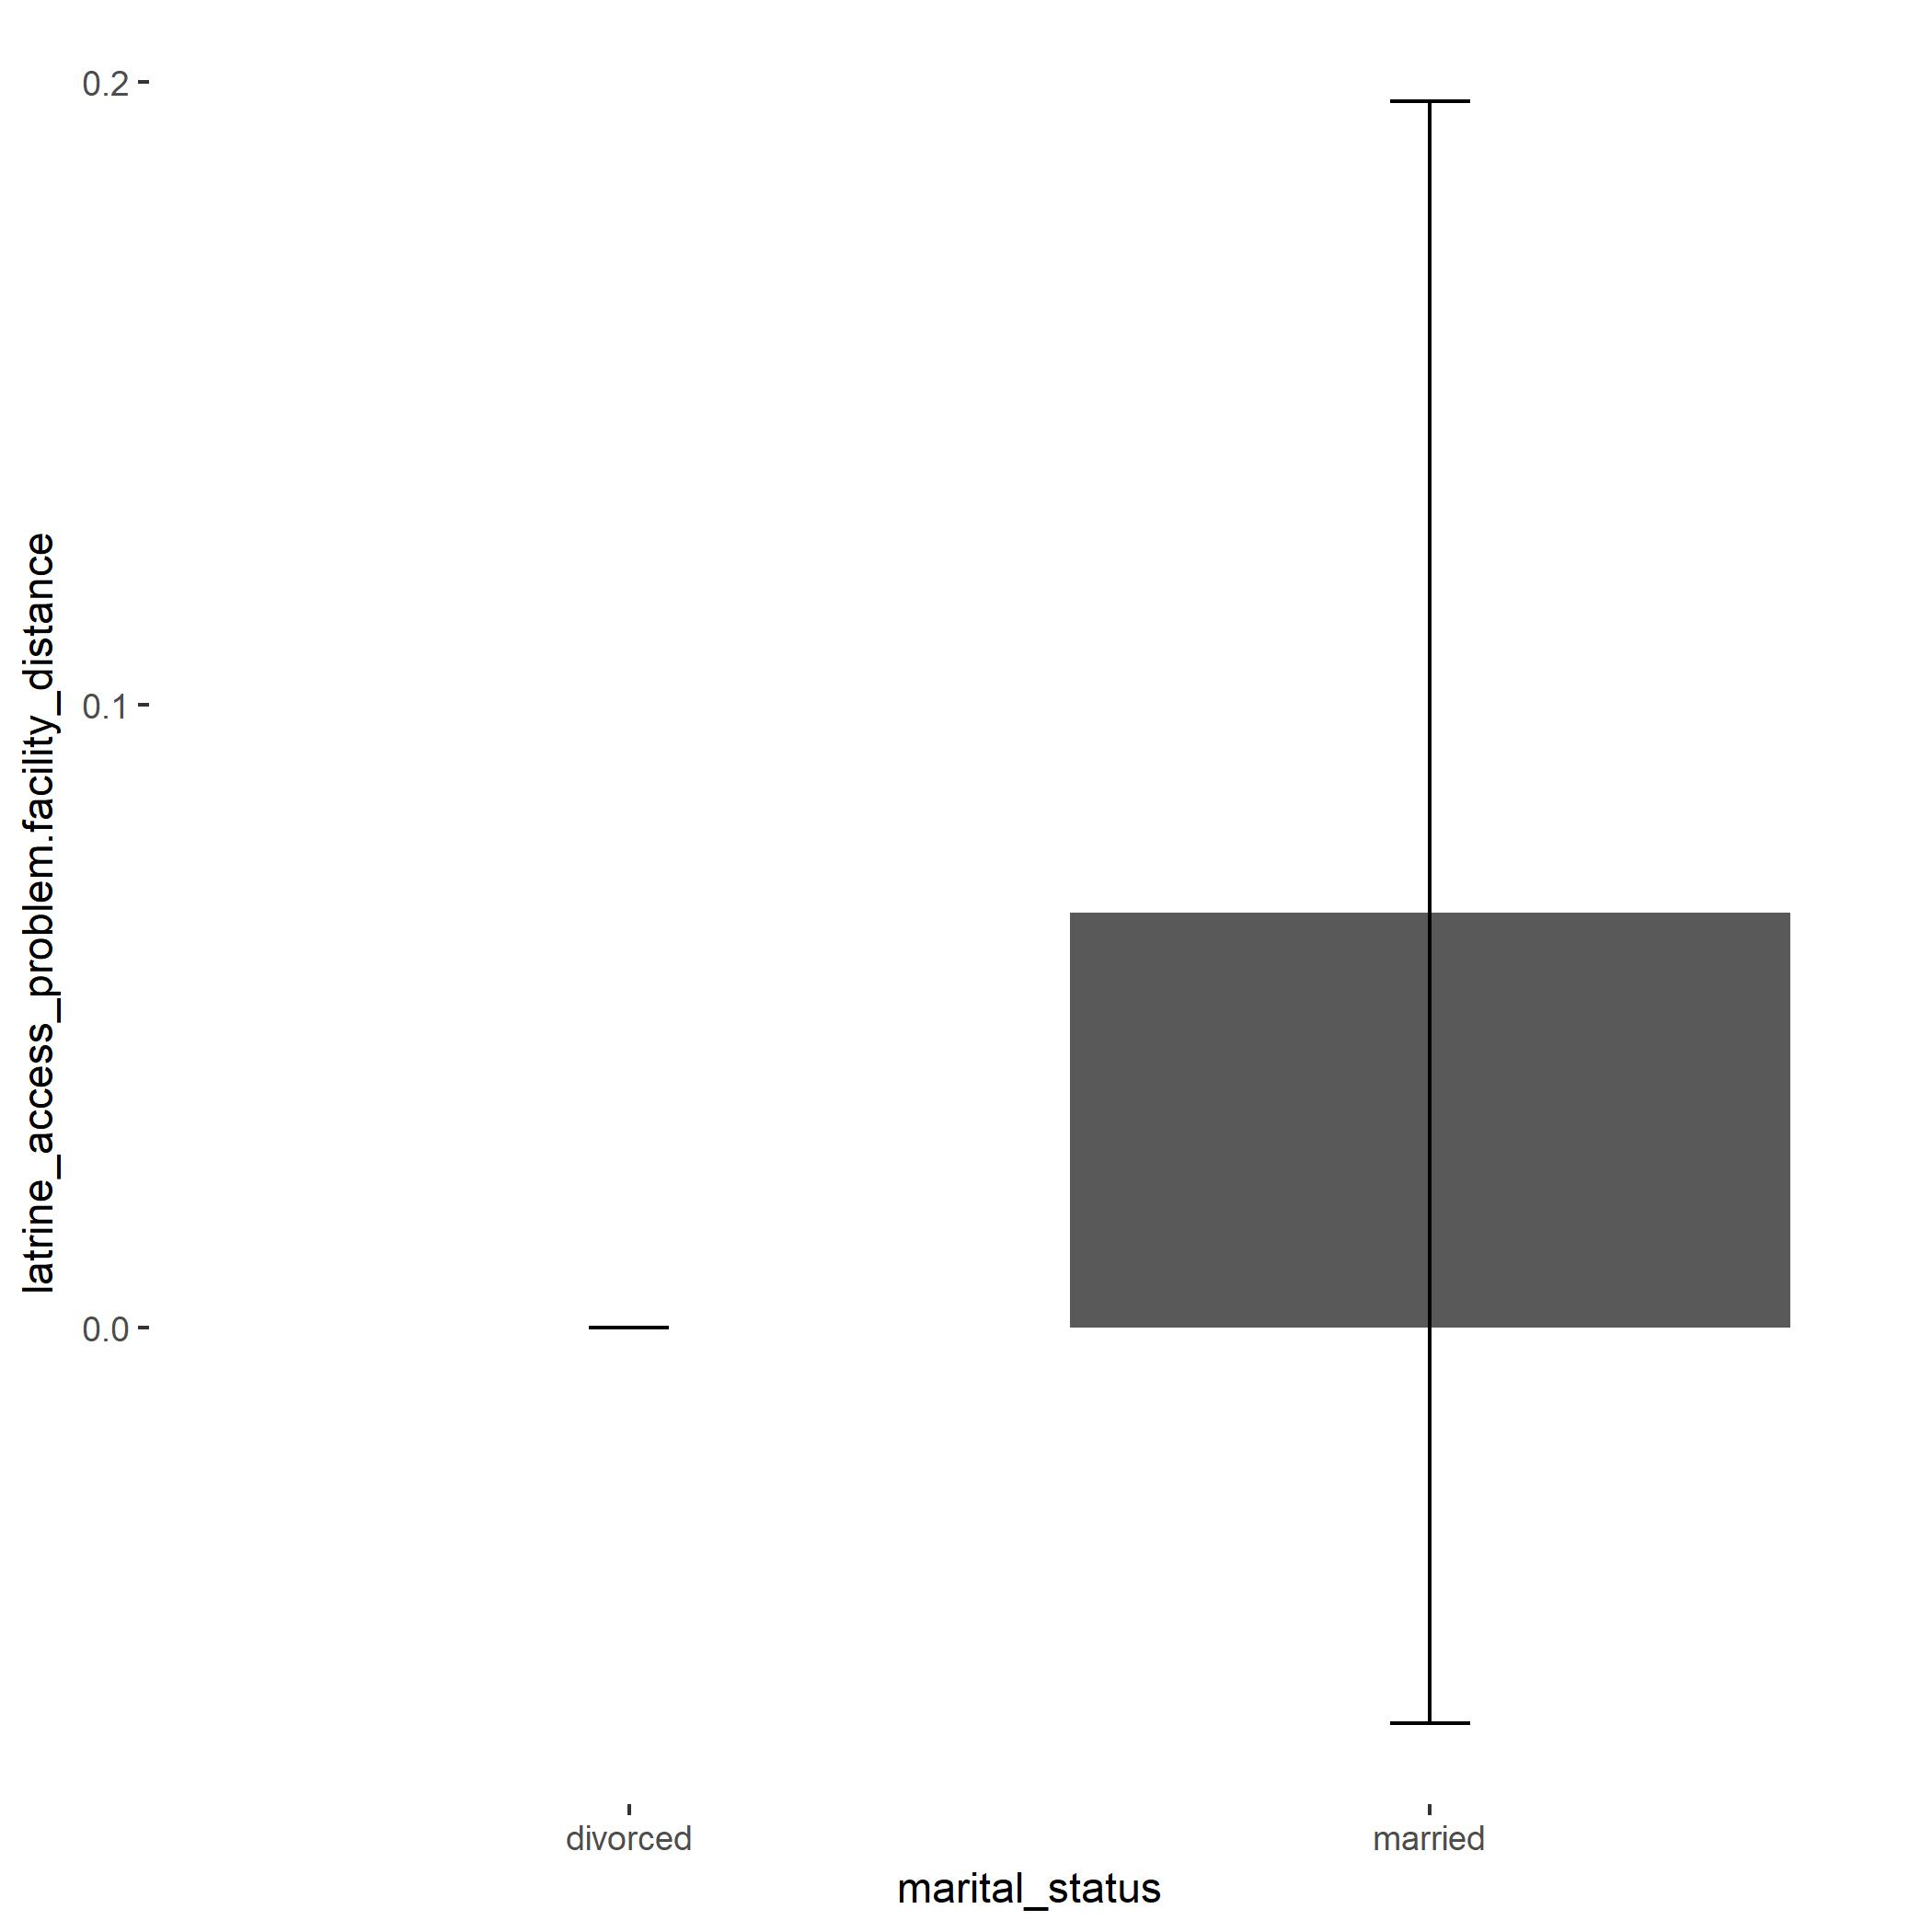 latrine_access_problem.facility_distance
0.2
0.1
0.0
divorced
married
marital_status